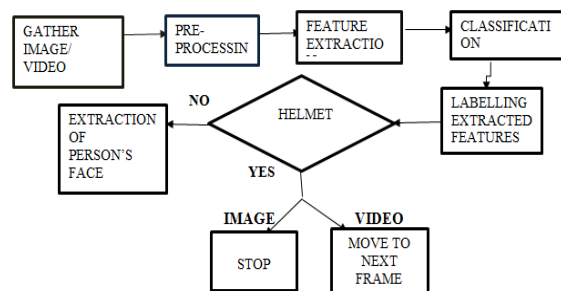 GATHER
IMAGE/
VIDEO
PRE-
PROCESSIN
FEATURE
EXTRACTIO
CLASSIFICATI
ON
LABELLING
EXTRACTED
FEATURES
HELMET
NO
EXTRACTION
OF
PERSON'S
FACE
YES
IMAGE
VIDEO
STOP
MOVE TO
NEXT
FRAME